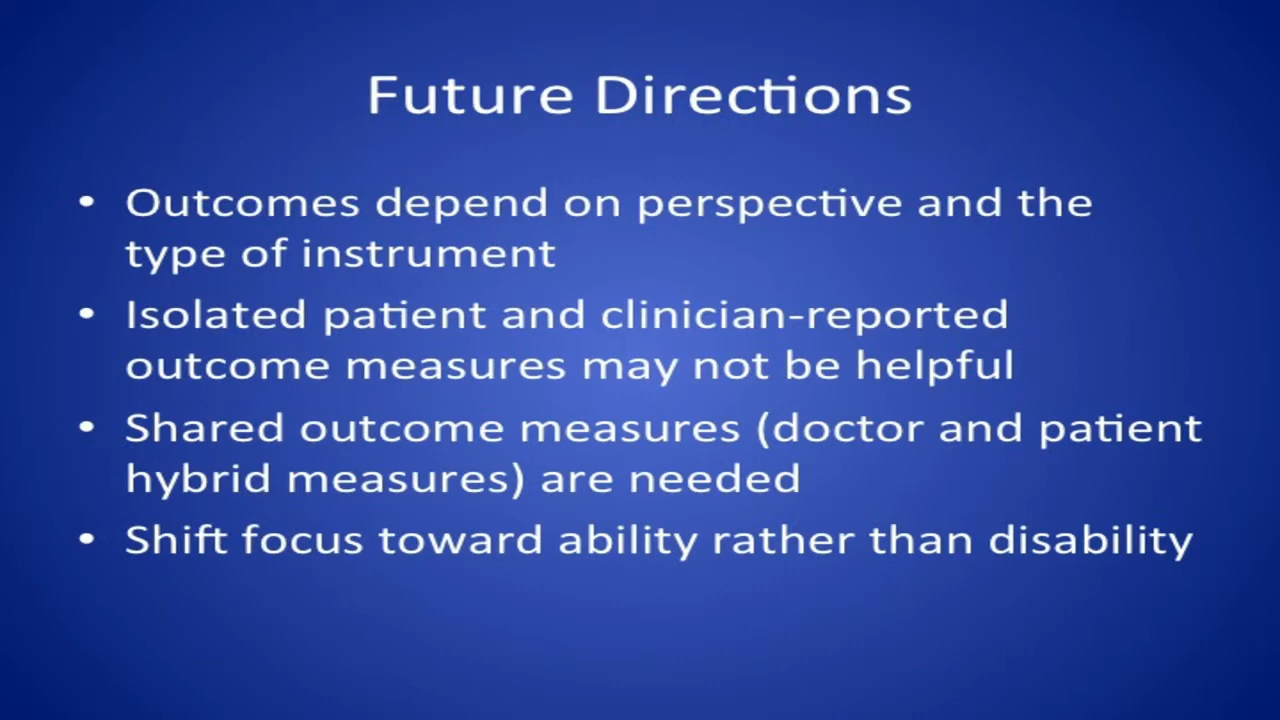 Future Directions
• Outcomes depend on perspective and the
type of instrument
• Isolated patient and clinician-reported
outcome measures may not be helpful
• Shared outcome measures (doctor and patient
hybrid measures) are needed
• Shift focus toward ability rather than disability